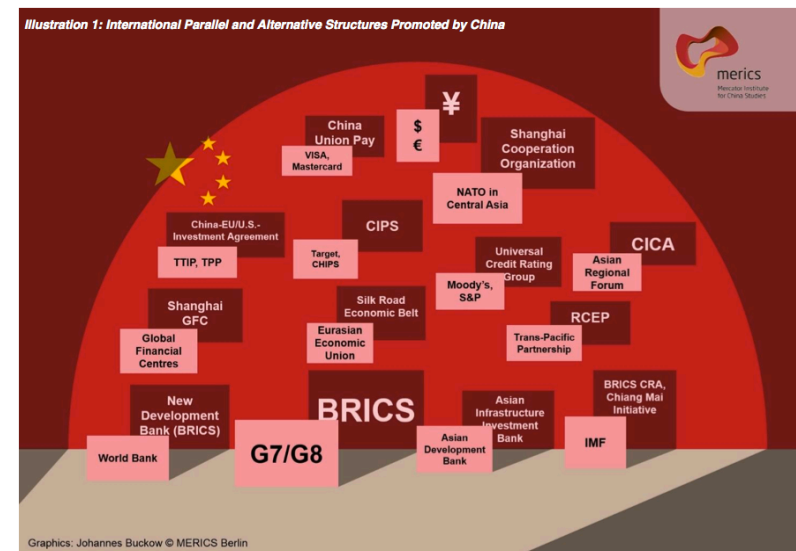 Illustration 1: International Parallel and Alternative Structures Promoted by China
merics
Mercator Institute
for China Studies
¥
$
€
China
Union Pay
VISA,
Mastercard
Shanghai
Cooperation
Organization
NATO in
Central Asia
China-EU/U.S.-
Investment Agreement
TTIP, TPP
CIPS
Target,
CHIPS
Universal
Credit Rating
Group
Moody's,
S&P
CICA
Asian
Regional
Forum
Shanghai
GFC
Global
Financial
Centres
Silk Road
Economic Belt
Eurasian
Economic
Union
RCEP
Trans-Pacific
Partnership
New
Development
Bank (BRICS)
World Bank
BRICS
G7/G8
Asian
Infrastructure
Investment
Bank
Asian
Development
Bank
BRICS CRA,
Chiang Mai
Initiative
IMF
Graphics: Johannes Buckow © MERICS Berlin